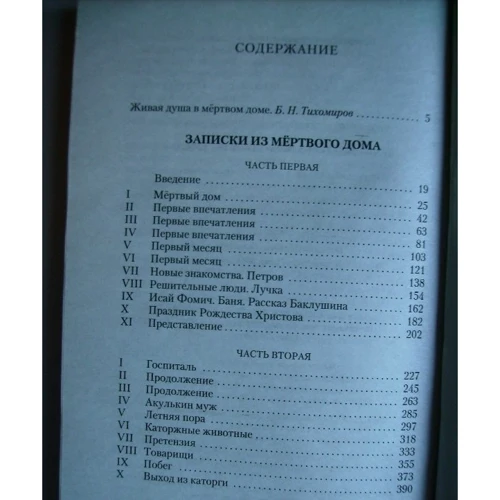 СОДЕРЖАНИЕ
Живая душа в мёртвом доме. Б. Н. Тихомиров 5
ЗАПИСКИ ИЗ МЁРТВОГО ДОМА
ЧАСТЬ ПЕРВАЯ
Введение 19
I Мёртвый дом 25
II Первые впечатления 42
III Первые впечатления 63
IV Первые впечатления 81
V Первый месяц 103
VI Первый месяц 121
VII Новые знакомства. Петров 138
VIII Решительные люди. Лучка 154
IX Исай Фомич. Баня. Рассказ Баклушина 162
X Праздник Рождества Христова 182
XI Представление 202
ЧАСТЬ ВТОРАЯ
I Госпиталь 227
II Продолжение 245
III Продолжение 263
IV Акулькин муж 285
V Летняя пора 297
VI Каторжные животные 318
VII Претензия 333
VIII Товарищи 355
IX Побег 373
X Выход из каторги 390